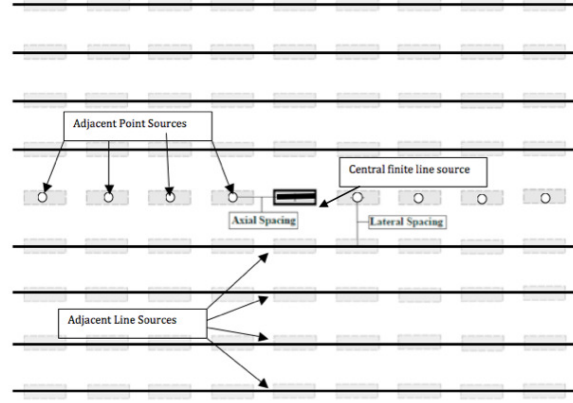 Adjacent Point Sources
Central finite line source
Axial Spacing
Lateral Spacing
Adjacent Line Sources